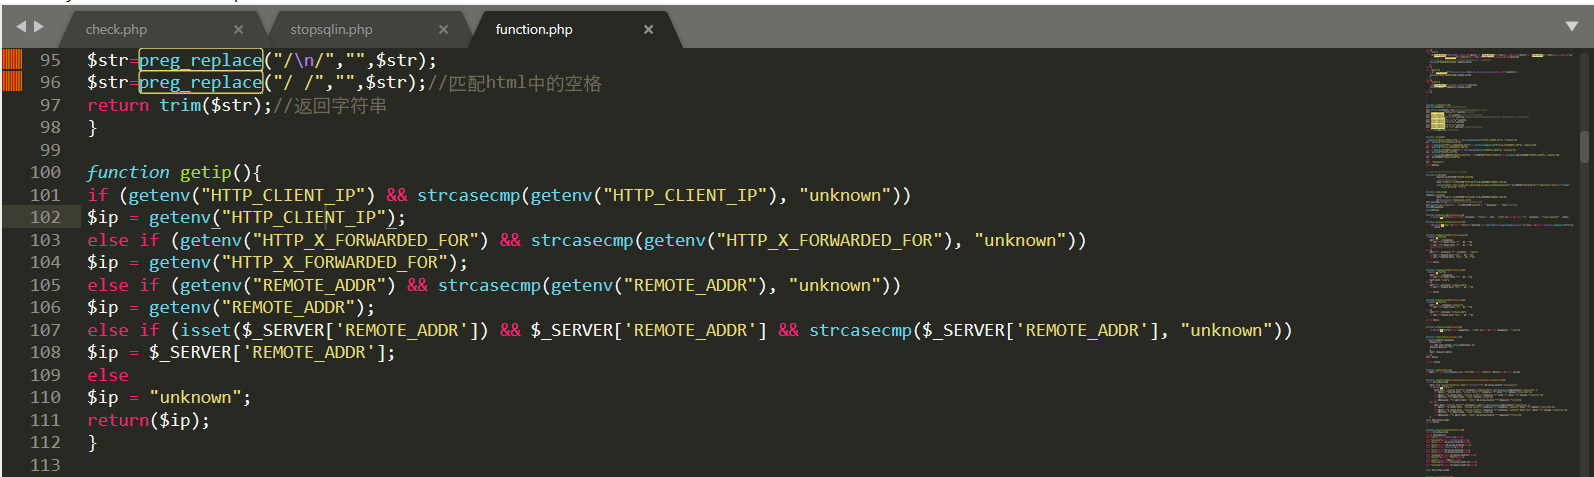 check.php × stopsqlin.php × function.php ×
95 $str=preg_replace("/\n/","",$str);
96 $str=preg_replace("/ /","",$str);//匹配html中的空格
97 return trim($str);//返回字符串
98 }
99
100 function getip(){
101 if (getenv("HTTP_CLIENT_IP") && strcasecmp(getenv("HTTP_CLIENT_IP"), "unknown"))
102 $ip = getenv("HTTP_CLIENT_IP");
103 else if (getenv("HTTP_X_FORWARDED_FOR") && strcasecmp(getenv("HTTP_X_FORWARDED_FOR"), "unknown"))
104 $ip = getenv("HTTP_X_FORWARDED_FOR");
105 else if (getenv("REMOTE_ADDR") && strcasecmp(getenv("REMOTE_ADDR"), "unknown"))
106 $ip = getenv("REMOTE_ADDR");
107 else if (isset($_SERVER['REMOTE_ADDR']) && $_SERVER['REMOTE_ADDR'] && strcasecmp($_SERVER['REMOTE_ADDR'], "unknown"))
108 $ip = $_SERVER['REMOTE_ADDR'];
109 else
110 $ip = "unknown";
111 return($ip);
112 }
113